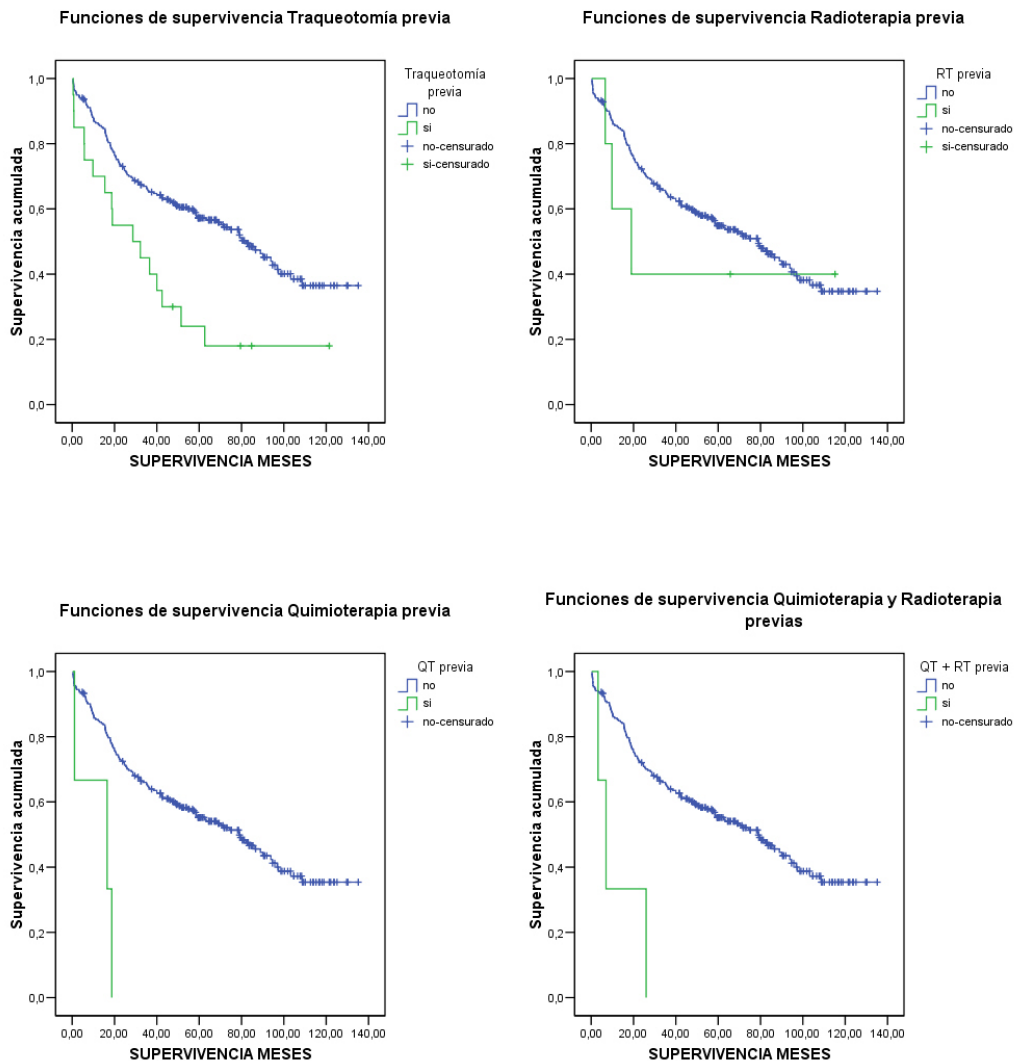 Funciones de supervivencia Traqueotomía previa
Supervivencia acumulada
1,0
0,8
0,6
0,4
0,2
0,0
0,00 20,00 40,00 60,00 80,00 100,00 120,00 140,00
SUPERVIVENCIA MESES
Traqueotomía
previa
no
si
no-censurado
si-censurado
Funciones de supervivencia Radioterapia previa
Supervivencia acumulada
1,0
0,8
0,6
0,4
0,2
0,0
0,00 20,00 40,00 60,00 80,00 100,00 120,00 140,00
SUPERVIVENCIA MESES
RT previa
no
si
no-censurado
si-censurado
Funciones de supervivencia Quimioterapia previa
Supervivencia acumulada
1,0
0,8
0,6
0,4
0,2
0,0
0,00 20,00 40,00 60,00 80,00 100,00 120,00 140,00
SUPERVIVENCIA MESES
QT previa
no
si
no-censurado
Funciones de supervivencia Quimioterapia y Radioterapia
previas
Supervivencia acumulada
1,0
0,8
0,6
0,4
0,2
0,0
0,00 20,00 40,00 60,00 80,00 100,00 120,00 140,00
SUPERVIVENCIA MESES
QT + RT previa
no
si
no-censurado